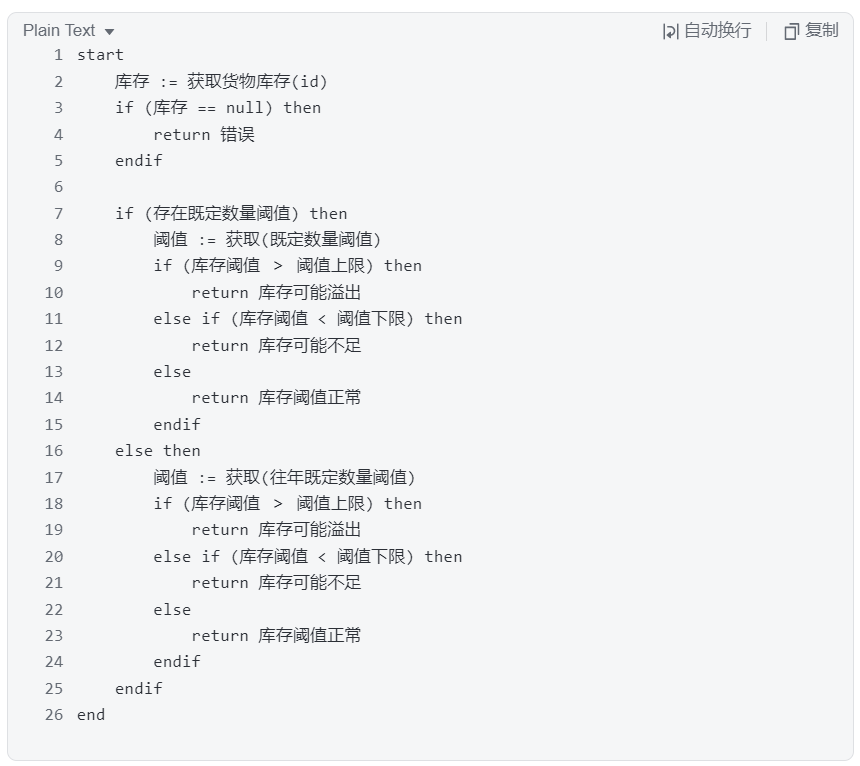 Plain Text 自动换行 复制
1 start
2     库存 := 获取货物库存(id)
3     if (库存 == null) then
4         return 错误
5     endif
6
7     if (存在既定数量阈值) then
8         阈值 := 获取(既定数量阈值)
9         if (库存阈值 > 阈值上限) then
10             return 库存可能溢出
11         else if (库存阈值 < 阈值下限) then
12             return 库存可能不足
13         else
14             return 库存阈值正常
15         endif
16     else then
17         阈值 := 获取(往年既定数量阈值)
18         if (库存阈值 > 阈值上限) then
19             return 库存可能溢出
20         else if (库存阈值 < 阈值下限) then
21             return 库存可能不足
22         else
23             return 库存阈值正常
24         endif
25     endif
26 end